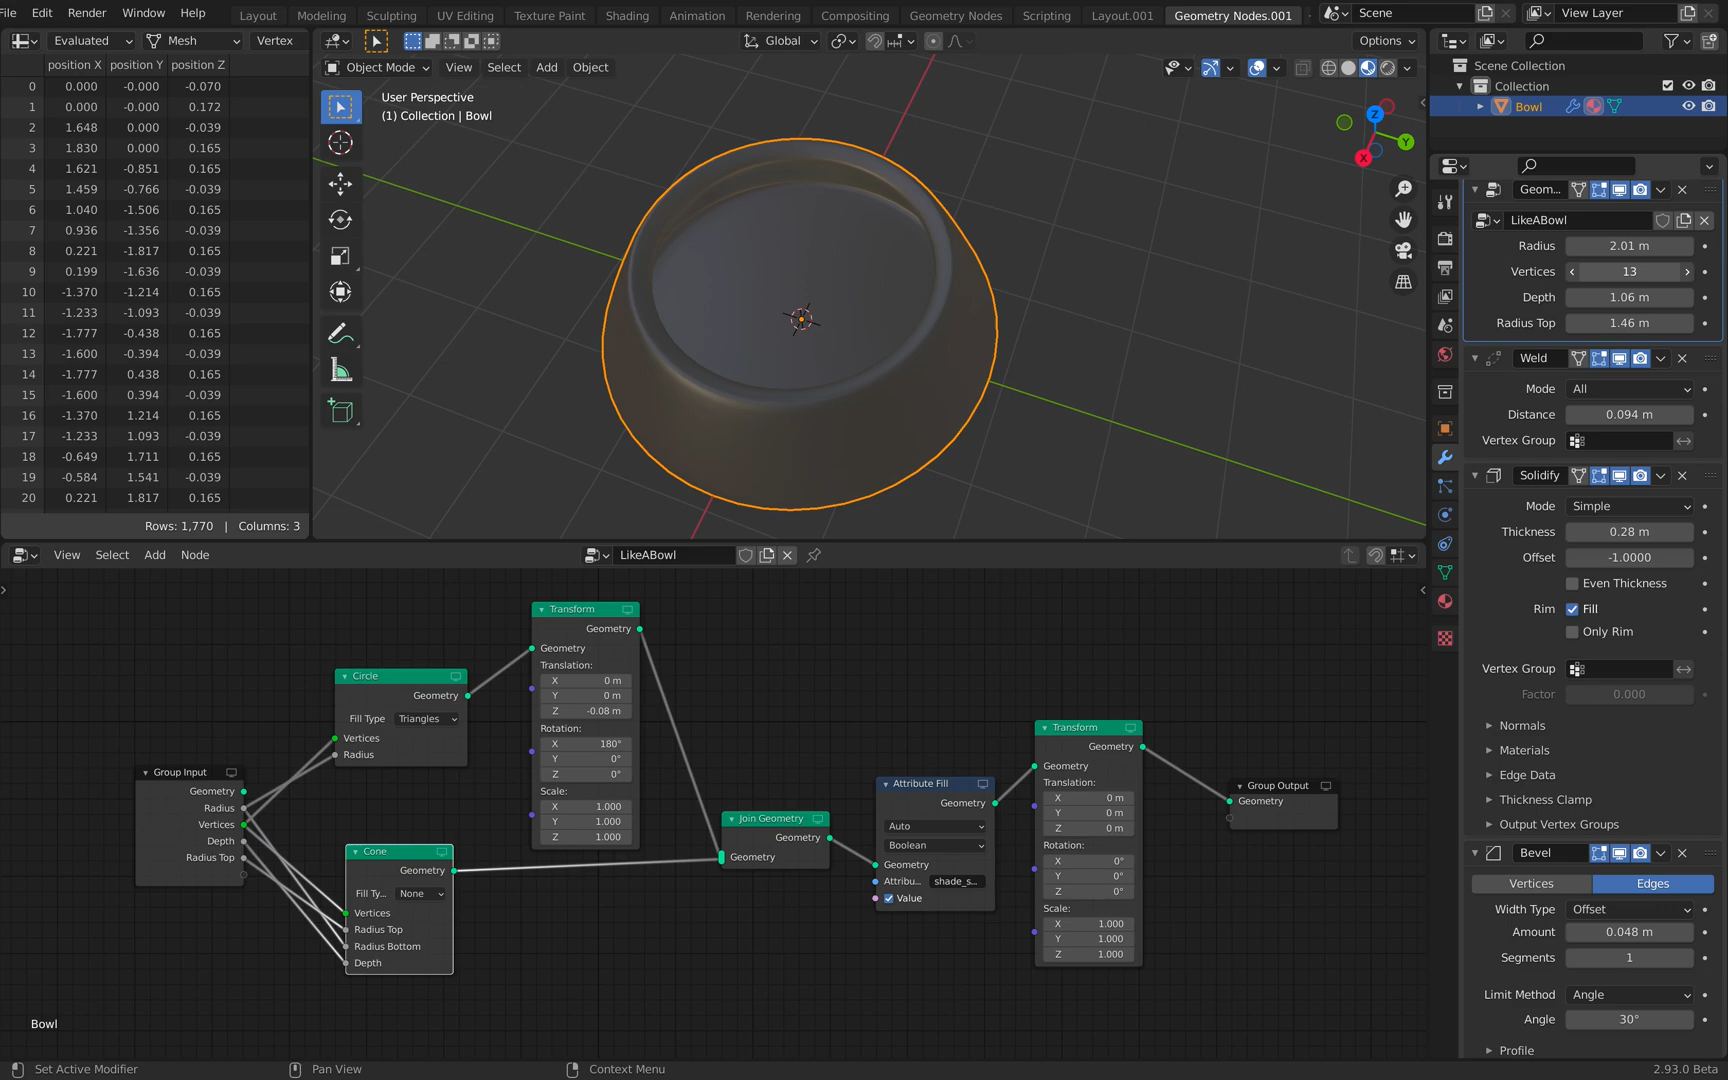 File Edit Render Window Help Layout Modeling Sculpting UV Editing Texture Paint Shading Animation Rendering Compositing Geometry Nodes Scripting Layout.001 Geometry Nodes.001 Scene View Layer
Evaluated Mesh Vertex
position X position Y position Z
0 0.000 -0.000 -0.070
1 0.000 -0.000 0.172
2 1.648 0.000 -0.039
3 1.830 0.000 0.165
4 1.621 -0.851 0.165
5 1.459 -0.766 -0.039
6 1.040 -1.506 0.165
7 0.936 -1.356 -0.039
8 0.221 -1.817 0.165
9 0.199 -1.636 -0.039
10 -1.370 -1.214 0.165
11 -1.233 -1.093 -0.039
12 -1.777 -0.438 0.165
13 -1.600 -0.394 -0.039
14 -1.777 0.438 0.165
15 -1.600 0.394 -0.039
16 -1.370 1.214 0.165
17 -1.233 1.093 -0.039
18 -0.649 1.711 0.165
19 -0.584 1.541 -0.039
20 0.221 1.817 0.165
Rows: 1,770 | Columns: 3
Global Options
Object Mode View Select Add Object
User Perspective
(1) Collection | Bowl
Z
Y
X
Scene Collection
Collection
Bowl
Geom...
LikeABowl
Radius 2.01 m
Vertices 13
Depth 1.06 m
Radius Top 1.46 m
Weld
Mode All
Distance 0.094 m
Vertex Group
Solidify
Mode Simple
Thickness 0.28 m
Offset -1.0000
Even Thickness
Rim Fill
Only Rim
Vertex Group
Factor 0.000
Normals
Materials
Edge Data
Thickness Clamp
Output Vertex Groups
Bevel
Vertices Edges
Width Type Offset
Amount 0.048 m
Segments 1
Limit Method Angle
Angle 30°
Profile
View Select Add Node LikeABowl
Group Input
Geometry
Radius
Vertices
Depth
Radius Top
Circle
Geometry
Fill Type Triangles
Vertices
Radius
Cone
Geometry
Fill Ty... None
Vertices
Radius Top
Radius Bottom
Depth
Transform
Geometry
Geometry
Translation:
X 0 m
Y 0 m
Z -0.08 m
Rotation:
X 180°
Y 0°
Z 0°
Scale:
X 1.000
Y 1.000
Z 1.000
Join Geometry
Geometry
Geometry
Attribute Fill
Geometry
Auto
Boolean
Geometry
Attribu... shade_s...
Value
Transform
Geometry
Geometry
Translation:
X 0 m
Y 0 m
Z 0 m
Rotation:
X 0°
Y 0°
Z 0°
Scale:
X 1.000
Y 1.000
Z 1.000
Group Output
Geometry
Bowl
Set Active Modifier Pan View Context Menu 2.93.0 Beta